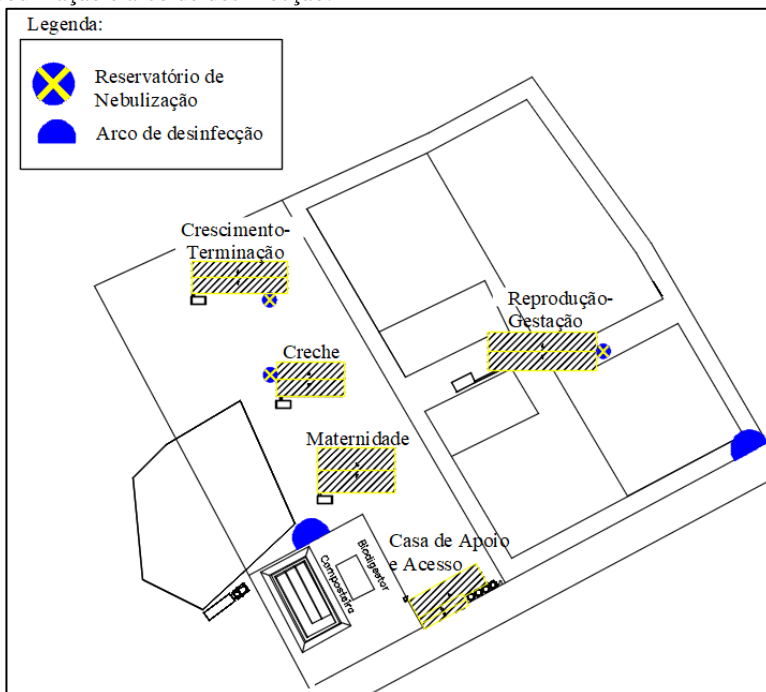 Legenda:
Reservatório de
Nebulização
Arco de desinfecção
Crescimento-
Terminação
Reprodução-
Gestação
Creche
Maternidade
Casa de Apoio
e Acesso
Biodigestor
Composteira